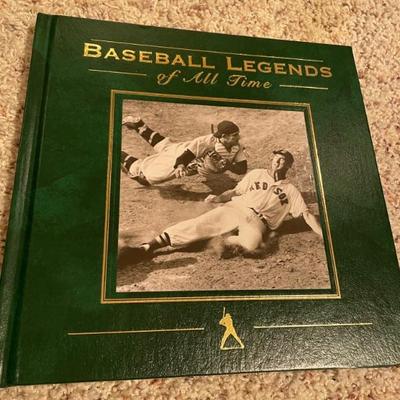 BASEBALL LEGENDS
of All Time
RED SOX